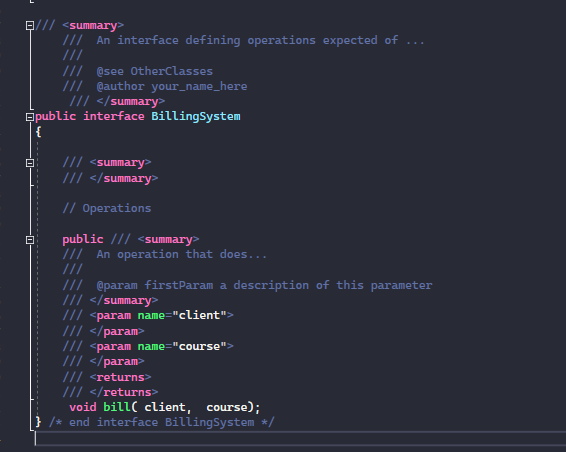 /// <summary>
///  An interface defining operations expected of ...
///
///  @see OtherClasses
///  @author your_name_here
/// </summary>
public interface BillingSystem
{
/// <summary>
/// </summary>
// Operations
public /// <summary>
///  An operation that does...
///
///  @param firstParam a description of this parameter
/// </summary>
/// <param name="client">
/// </param>
/// <param name="course">
/// </param>
/// <returns>
/// </returns>
void bill( client,  course);
} /* end interface BillingSystem */